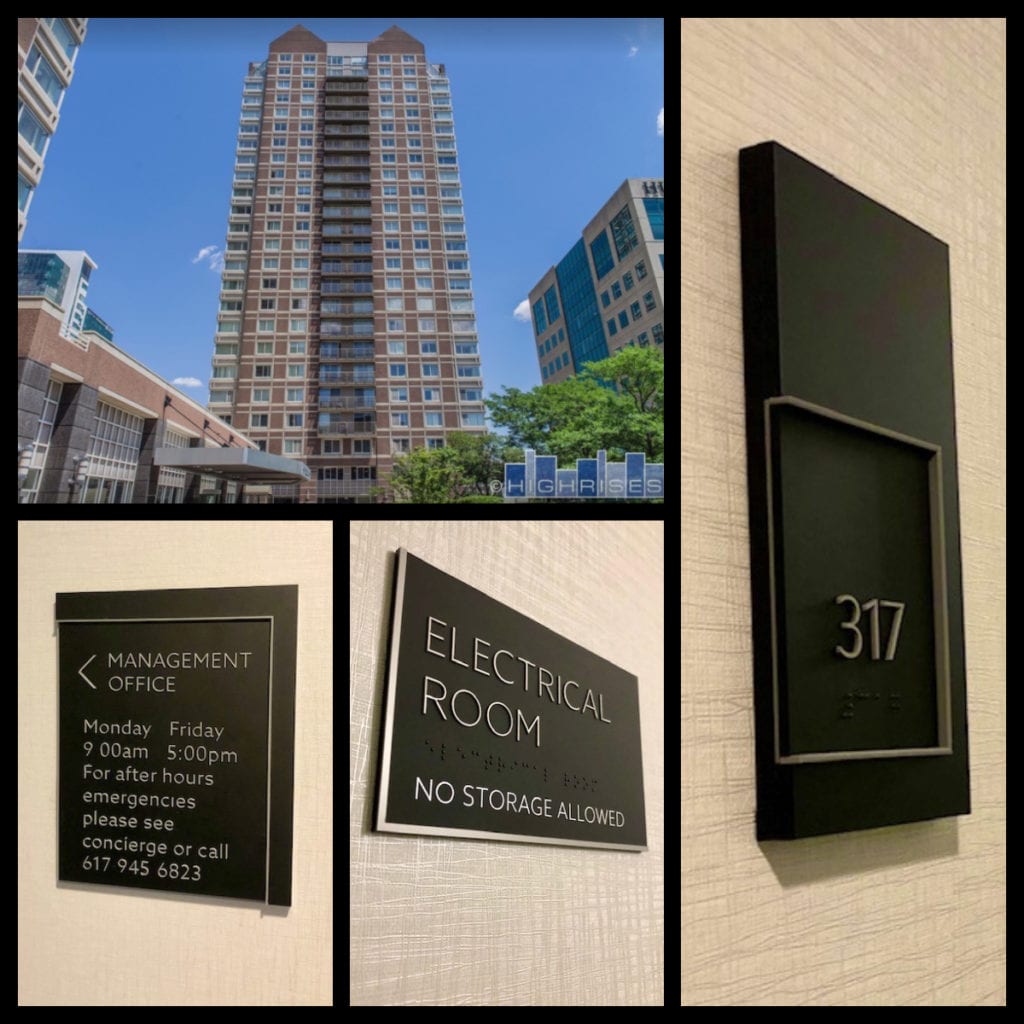 ©HIGHRISES
MANAGEMENT
OFFICE
Monday Friday
9 00am 5:00pm
For after hours
emergencies
please see
concierge or call
617 945 6823
ELECTRICAL
ROOM
NO STORAGE ALLOWED
317